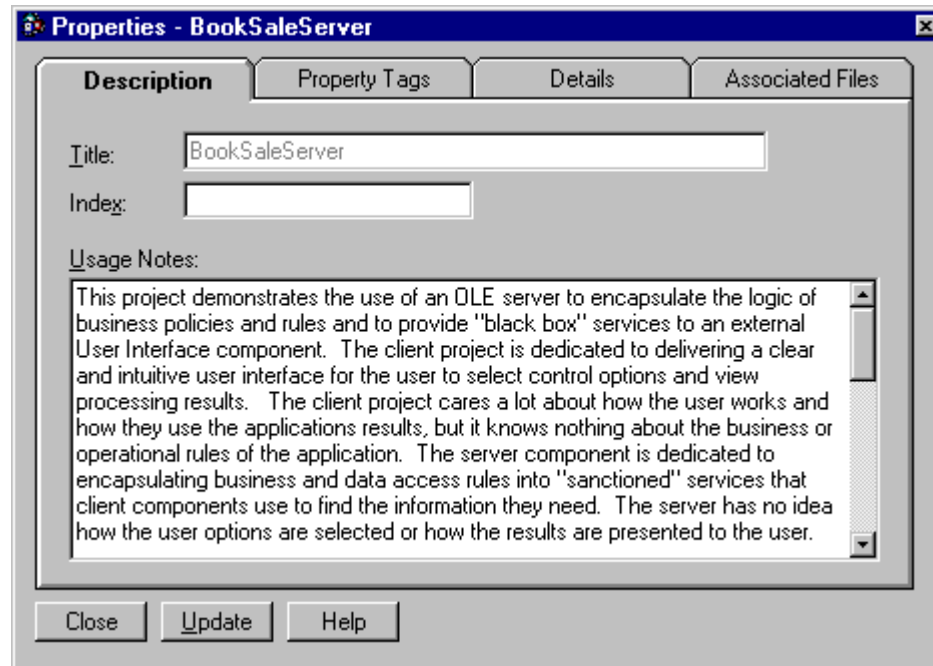 Properties - BookSaleServer
Description Property Tags Details Associated Files
Title: BookSaleServer
Index:
Usage Notes:
This project demonstrates the use of an OLE server to encapsulate the logic of
business policies and rules and to provide "black box" services to an external
User Interface component.  The client project is dedicated to delivering a clear
and intuitive user interface for the user to select control options and view
processing results.   The client project cares a lot about how the user works and
how they use the applications results, but it knows nothing about the business or
operational rules of the application.  The server component is dedicated to
encapsulating business and data access rules into "sanctioned" services that
client components use to find the information they need.  The server has no idea
how the user options are selected or how the results are presented to the user.
Close Update Help